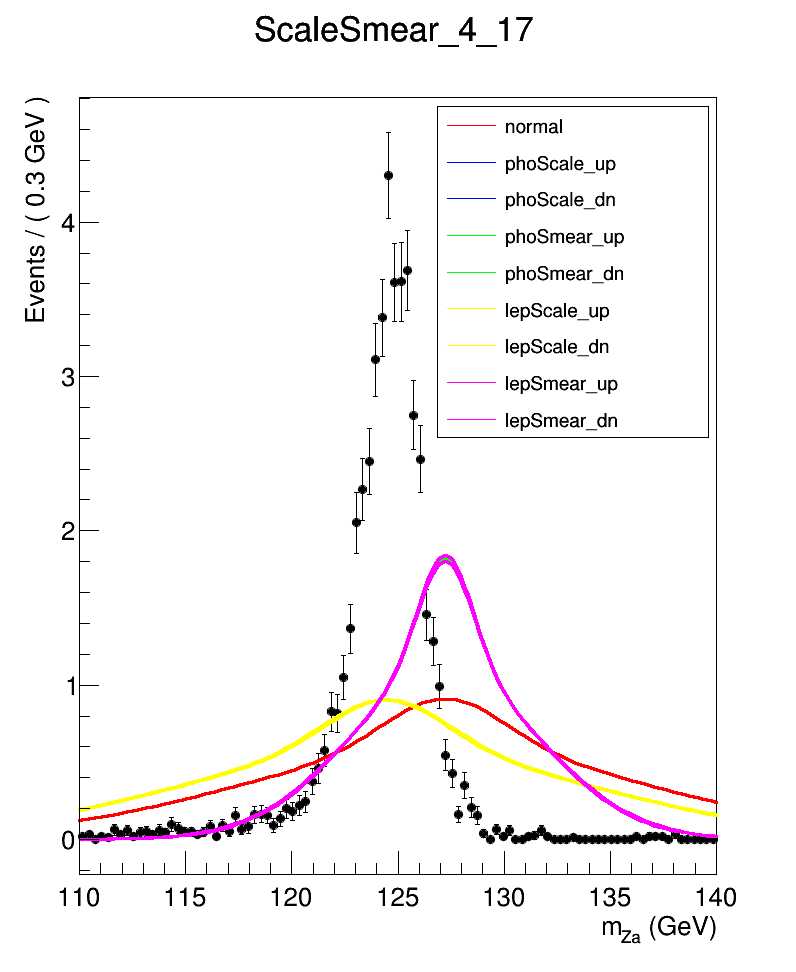 ScaleSmear_4_17
Events / ( 0.3 GeV )
4
3
2
1
0
normal
phoScale_up
phoScale_dn
phoSmear_up
phoSmear_dn
lepScale_up
lepScale_dn
lepSmear_up
lepSmear_dn
110 115 120 125 130 135 140
m_Za (GeV)